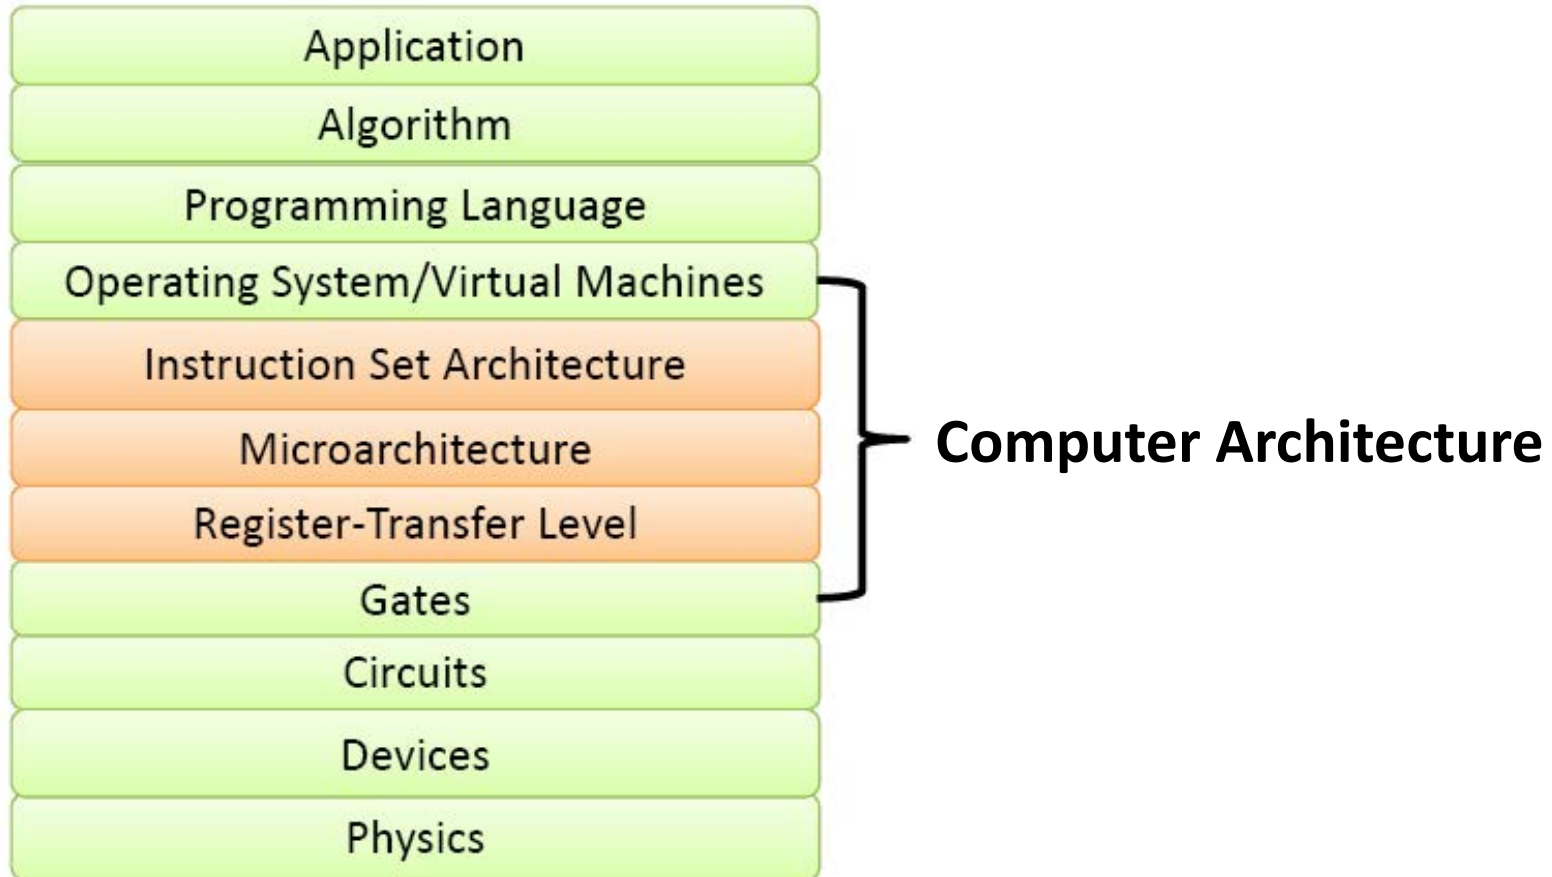 Application
Algorithm
Programming Language
Operating System/Virtual Machines
Instruction Set Architecture
Microarchitecture
Register-Transfer Level
Gates
Circuits
Devices
Physics
Computer Architecture